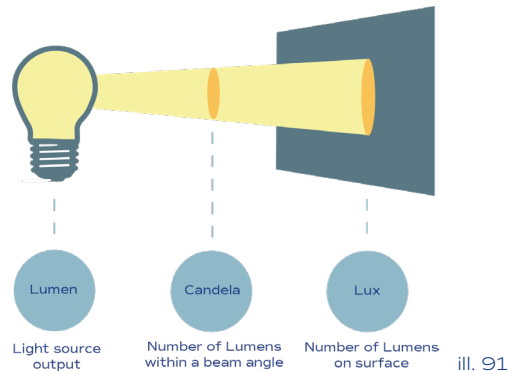 Lumen
Candela
Lux
Light source
output
Number of Lumens
within a beam angle
Number of Lumens
on surface
ill. 91